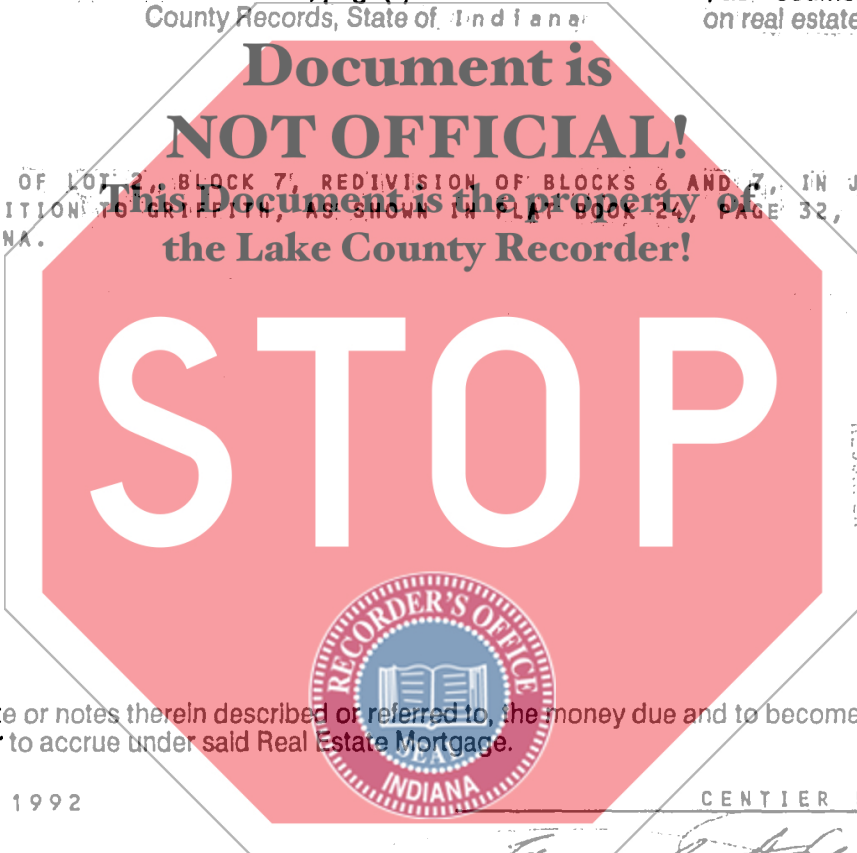 County Records, State of Indiana
on real estate
Document is
NOT OFFICIAL!
OF LOT 2, BLOCK 7, REDIVISION OF BLOCKS 6 AND 7, IN J
This Document is the property of
ITION TO GRIFFITH, AS SHOWN IN PLAT BOOK 24, PAGE 32,
NA.
the Lake County Recorder!
STOP
RECORDER'S OFFICE
SEAL
INDIANA
e or notes therein described or referred to, the money due and to become
to accrue under said Real Estate Mortgage.
1992
CENTIER